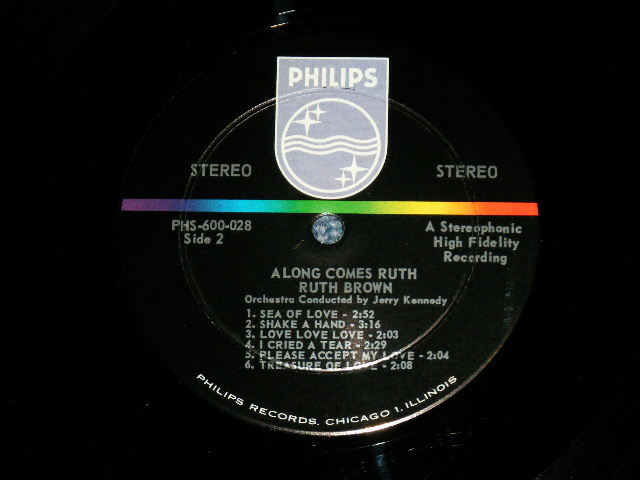 PHILIPS
STEREO STEREO
PHS-600-028
Side 2
A Stereophonic
High Fidelity
Recording
ALONG COMES RUTH
RUTH BROWN
Orchestra Conducted by Jerry Kennedy
1. SEA OF LOVE - 2:52
2. SHAKE A HAND - 3:16
3. LOVE LOVE LOVE - 2:03
4. I CRIED A TEAR - 2:29
5. PLEASE ACCEPT MY LOVE - 2:04
6. TREASURE OF LOVE - 2:08
PHILIPS RECORDS. CHICAGO 1. ILLINOIS